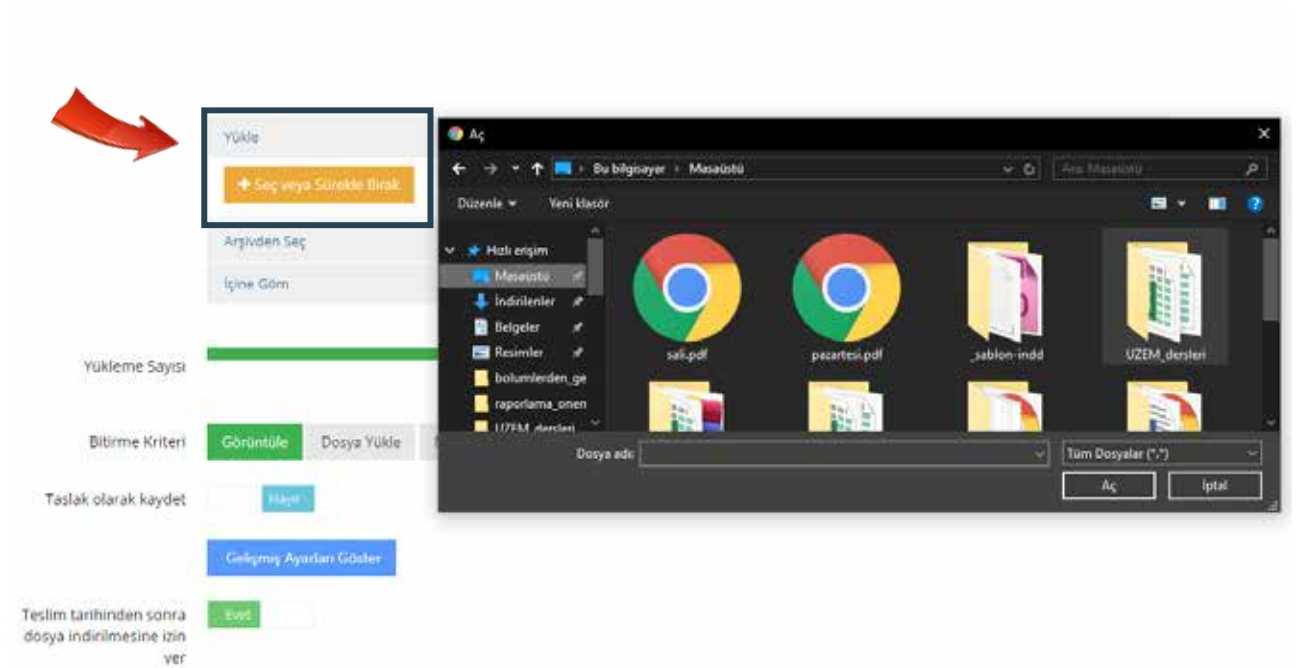 Yükle
+ Seç veya Sürekle Bırak
Arşivden Seç
İçine Göm
Yükleme Sayısı
Bitirme Kriteri
Görüntüle
Dosya Yükle
Taslak olarak kaydet
Hayır
Gelişmiş Ayarları Göster
Teslim tarihinden sonra
dosya indirilmesine izin
ver
Evet
Aç
Bu bilgisayar › Masaüstü
Ara: Masaüstü
Düzenle
Yeni klasör
Hızlı erişim
Masaüstü
İndirilenler
Belgeler
Resimler
bolumlerden_ge
raporlama_onen
UZEM_dersleri
sali.pdf
pazartesi.pdf
_sablon-indd
UZEM_dersleri
Dosya adı:
Tüm Dosyalar (*.*)
Aç
İptal